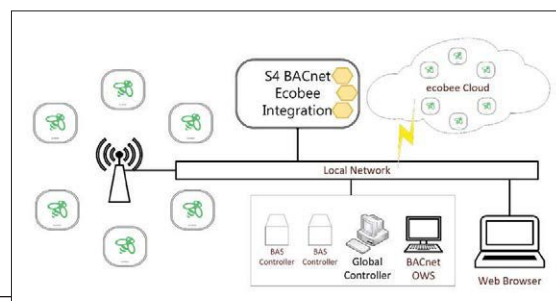 S4 BACnet
Ecobee
Integration
ecobee Cloud
Local Network
BAS
Controller
BAS
Controller
Global
Controller
BACnet
OWS
Web Browser